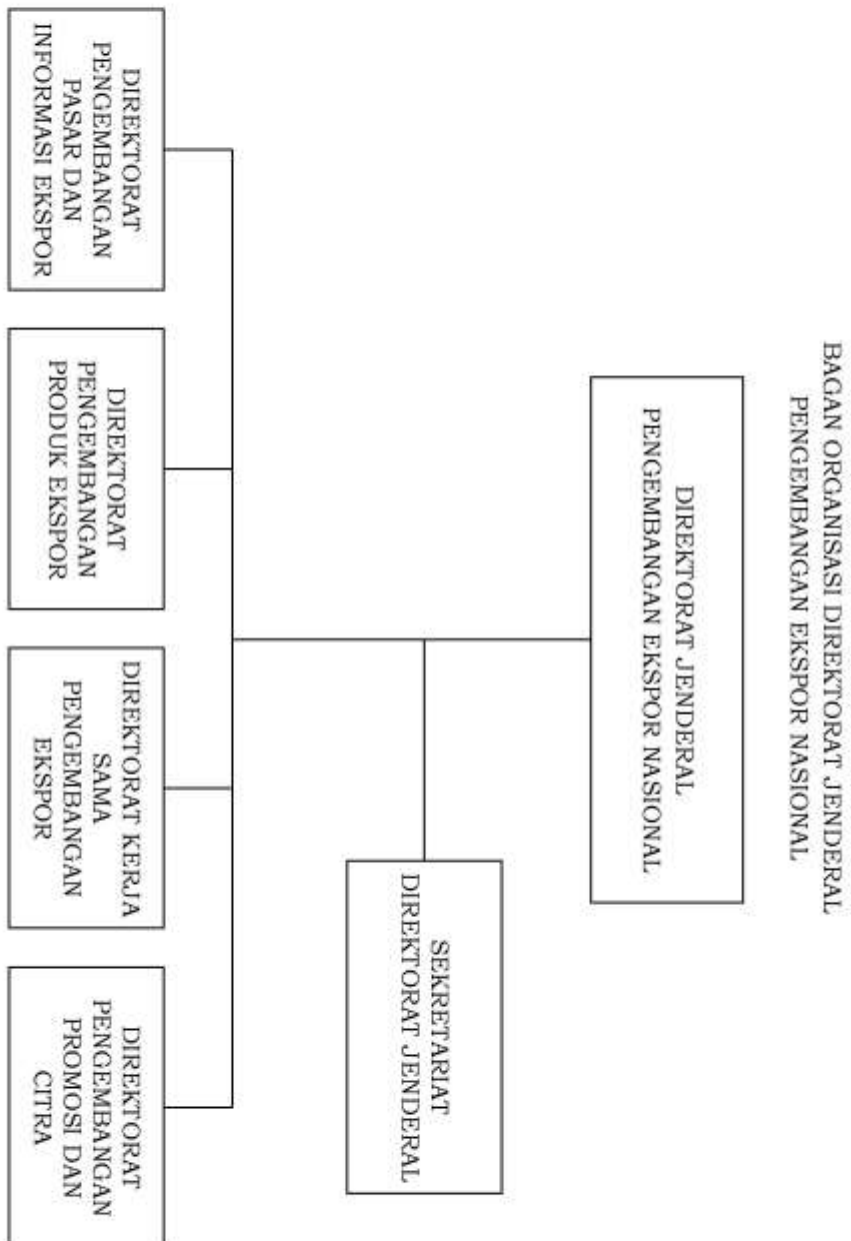 BAGAN ORGANISASI DIREKTORAT JENDERAL
PENGEMBANGAN EKSPOR NASIONAL
DIREKTORAT JENDERAL
PENGEMBANGAN EKSPOR NASIONAL
SEKRETARIAT
DIREKTORAT JENDERAL
DIREKTORAT
PENGEMBANGAN
PASAR DAN
INFORMASI EKSPOR
DIREKTORAT
PENGEMBANGAN
PRODUK EKSPOR
DIREKTORAT KERJA
SAMA
PENGEMBANGAN
EKSPOR
DIREKTORAT
PENGEMBANGAN
PROMOSI DAN
CITRA